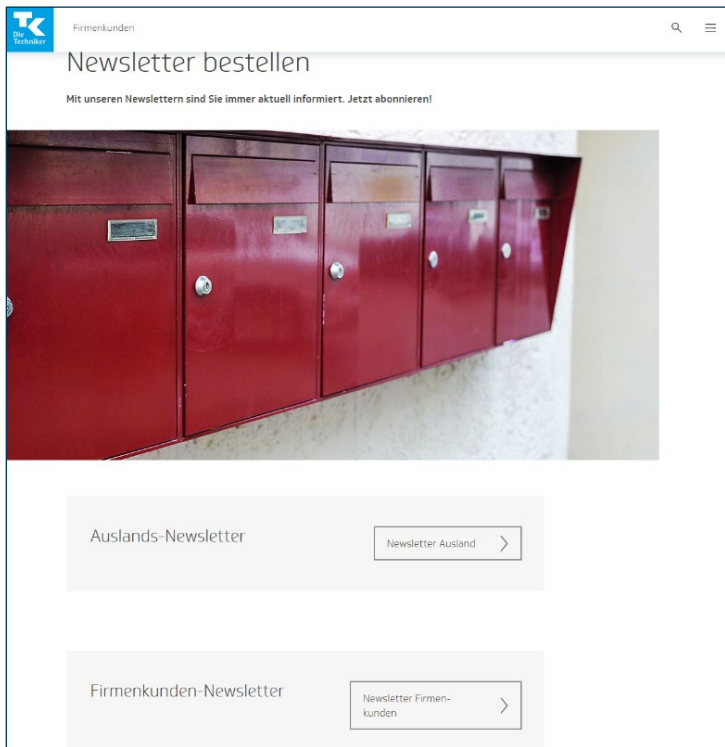 TK
Die
Techniker
Firmenkunden
Newsletter bestellen
Mit unseren Newslettern sind Sie immer aktuell informiert. Jetzt abonnieren!
Auslands-Newsletter
Newsletter Ausland
Firmenkunden-Newsletter
Newsletter Firmen-
kunden